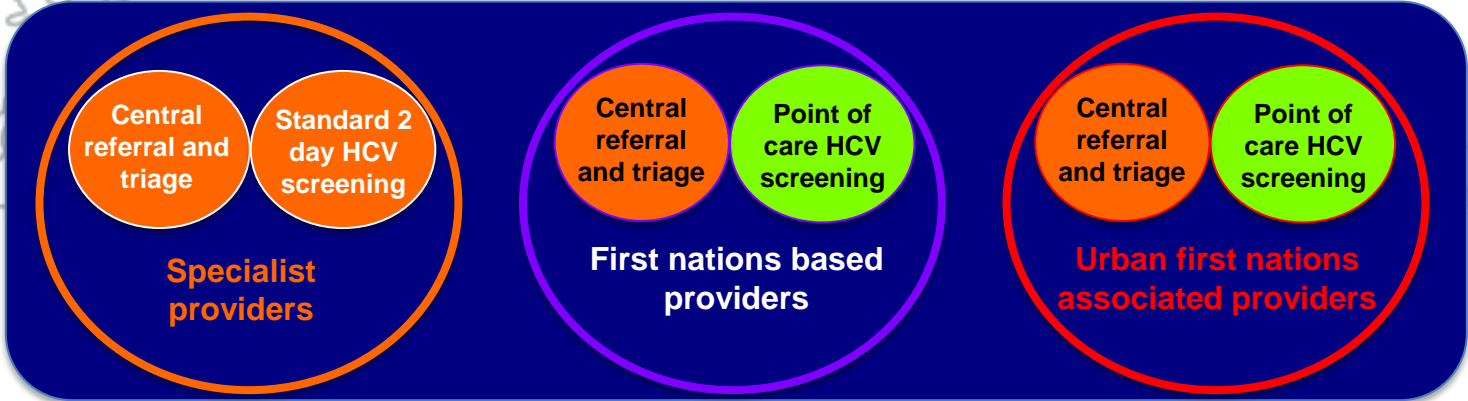 Central
referral and
triage
Standard 2
day HCV
screening
Specialist
providers
Central
referral
and triage
Point of
care HCV
screening
First nations based
providers
Central
referral
and triage
Point of
care HCV
screening
Urban first nations
associated providers